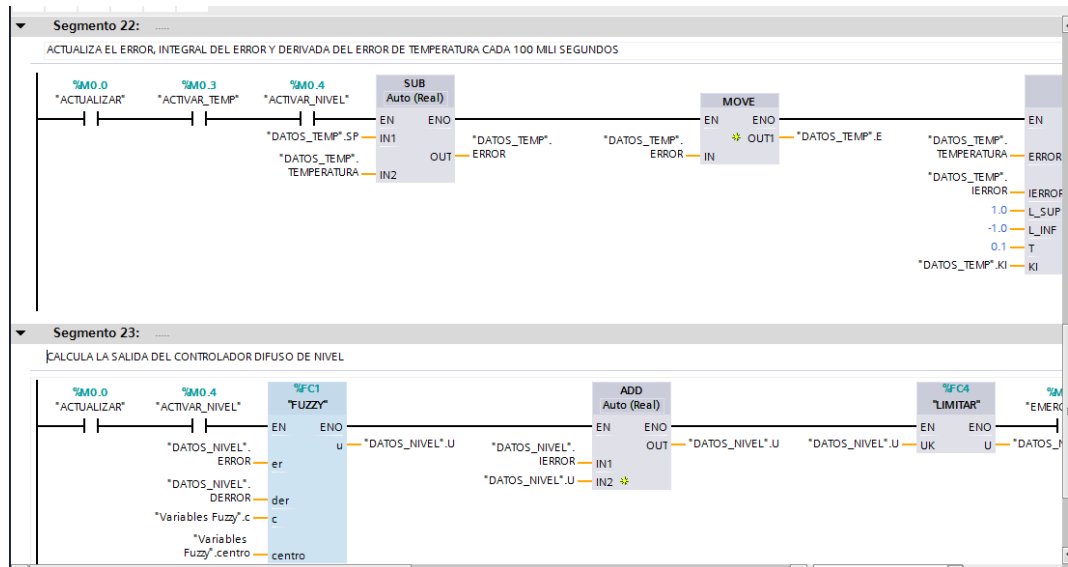 Segmento 22: ....
ACTUALIZA EL ERROR, INTEGRAL DEL ERROR Y DERIVADA DEL ERROR DE TEMPERATURA CADA 100 MILI SEGUNDOS
%M0.0
"ACTUALIZAR"
%M0.3
"ACTIVAR_TEMP"
%M0.4
"ACTIVAR_NIVEL"
SUB
Auto (Real)
EN ENO
"DATOS_TEMP".SP
IN1
"DATOS_TEMP".
TEMPERATURA
IN2
OUT
"DATOS_TEMP".
ERROR
MOVE
EN ENO
"DATOS_TEMP".
ERROR
IN
OUT1
"DATOS_TEMP".E
EN
"DATOS_TEMP".
TEMPERATURA
ERROR
"DATOS_TEMP".
IERROR
IERROR
1.0
L_SUP
-1.0
L_INF
0.1
T
"DATOS_TEMP".KI
KI
Segmento 23: ....
CALCULA LA SALIDA DEL CONTROLADOR DIFUSO DE NIVEL
%M0.0
"ACTUALIZAR"
%M0.4
"ACTIVAR_NIVEL"
%FC1
"FUZZY"
EN ENO
"DATOS_NIVEL".
ERROR
er
"DATOS_NIVEL".
DERROR
der
"Variables Fuzzy".c
c
"Variables
Fuzzy".centro
centro
u
"DATOS_NIVEL".U
ADD
Auto (Real)
EN ENO
"DATOS_NIVEL".
IERROR
IN1
"DATOS_NIVEL".U
IN2
OUT
"DATOS_NIVEL".U
%FC4
"LIMITAR"
EN ENO
"DATOS_NIVEL".U
UK
U
"DATOS_N
%M
"EMERG